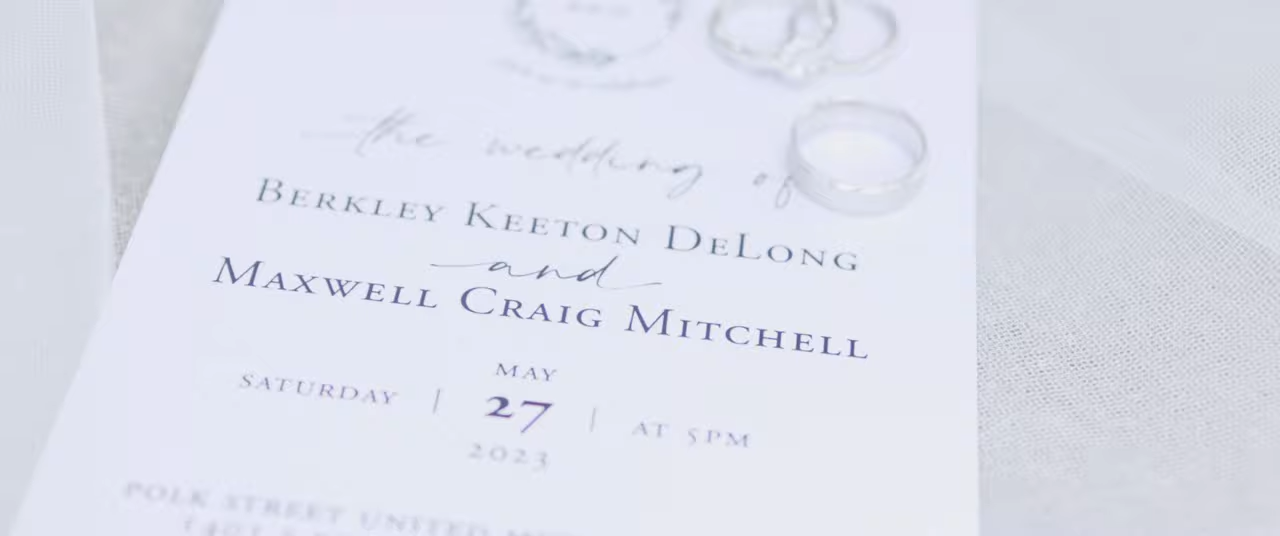 the wedding of
BERKLEY KEETON DELONG
and
MAXWELL CRAIG MITCHELL
MAY
SATURDAY | 27 | AT 5PM
2023
POLK STREET UNITED